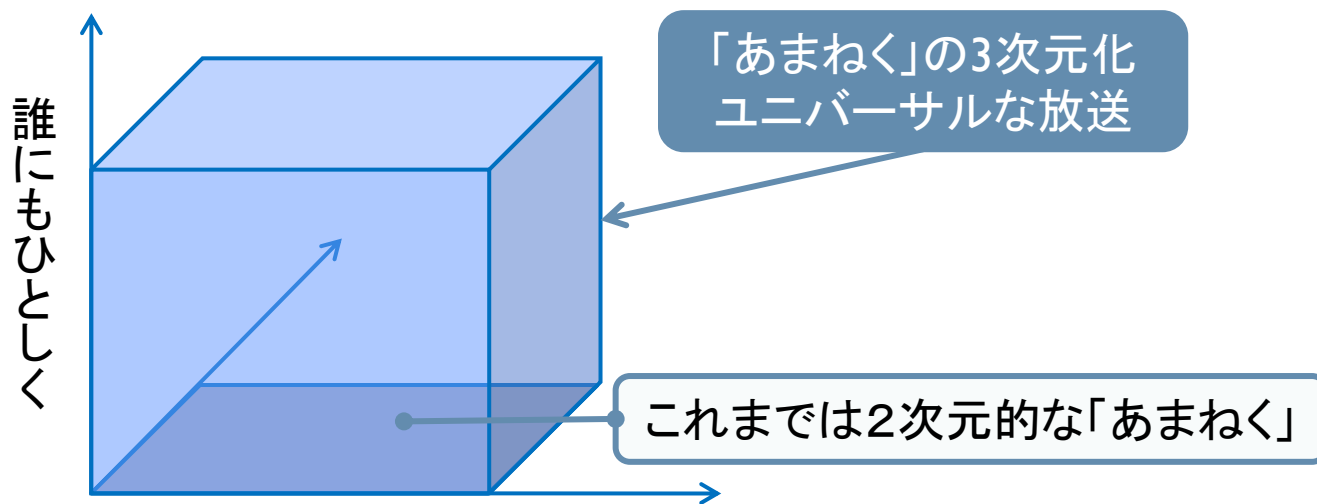 「あまねく」の3次元化
ユニバーサルな放送
誰にもひとしく
これまでは２次元的な「あまねく」